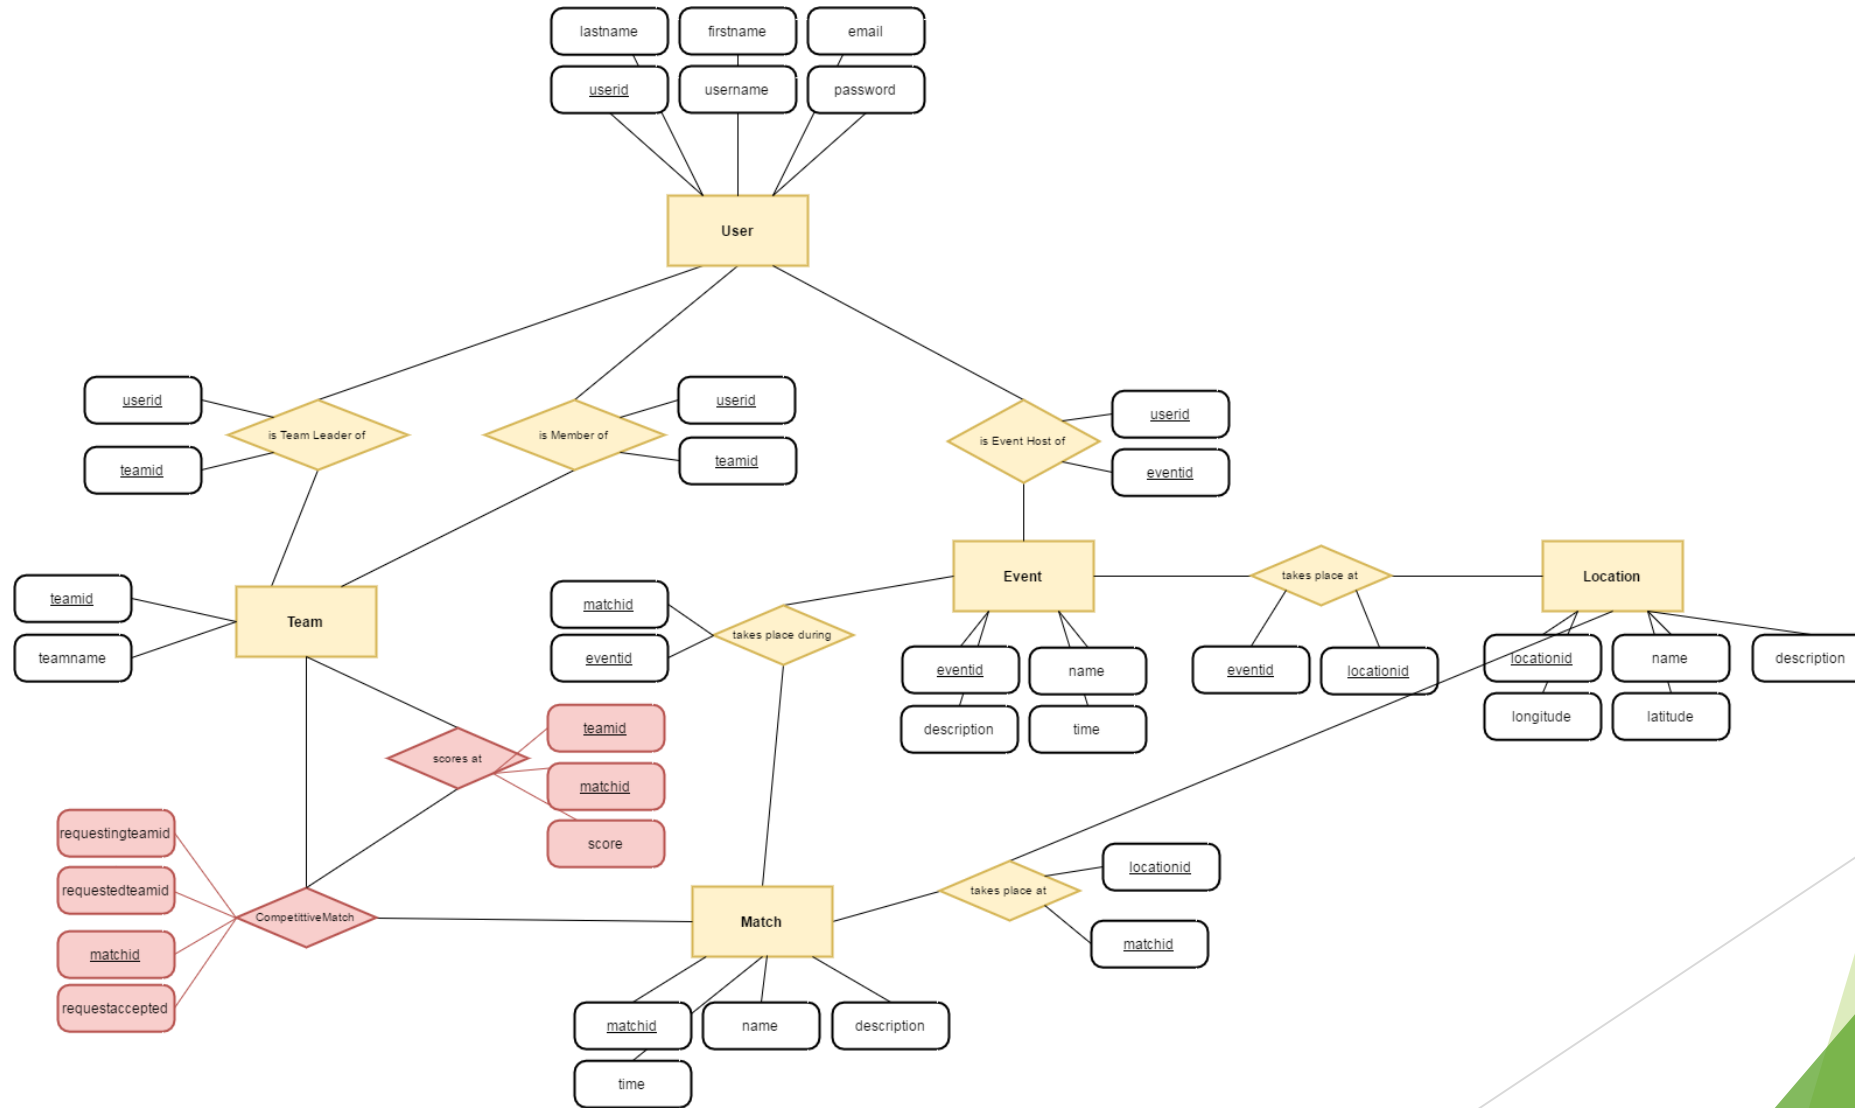 lastname
firstname
email
userid
username
password
User
userid
is Team Leader of
teamid
userid
is Member of
teamid
userid
is Event Host of
eventid
teamid
teamname
Team
matchid
eventid
takes place during
Event
takes place at
Location
eventid
name
description
time
eventid
locationid
locationid
name
description
longitude
latitude
scores at
teamid
matchid
score
requestingteamid
requestedteamid
matchid
requestaccepted
CompetittiveMatch
Match
takes place at
locationid
matchid
matchid
name
description
time